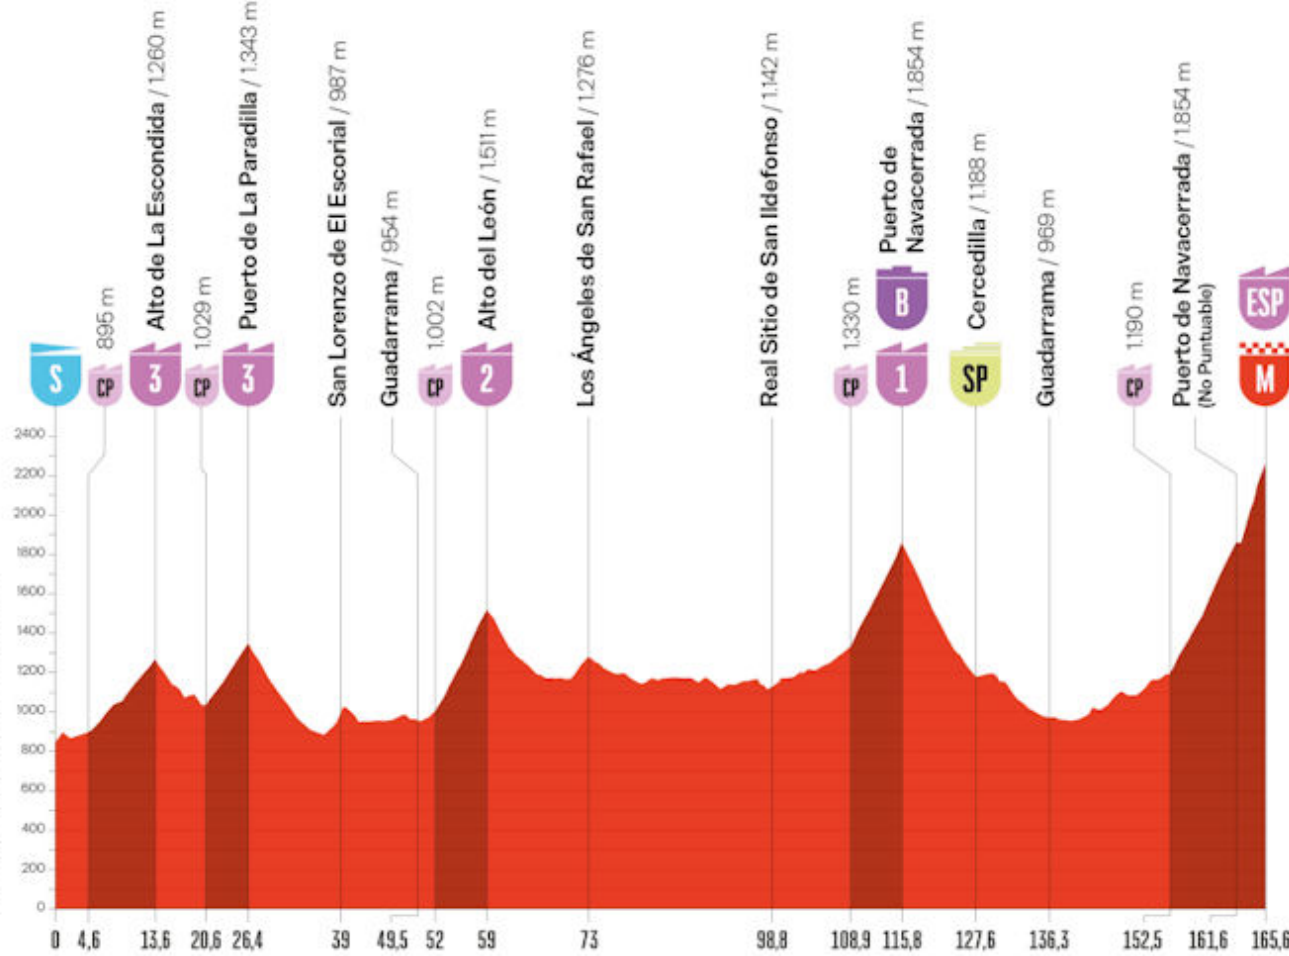 895 m
Alto de La Escondida / 1.260 m
1.029 m
Puerto de La Paradilla / 1.343 m
San Lorenzo de El Escorial / 987 m
Guadarrama / 954 m
1.002 m
Alto del León / 1.511 m
Los Ángeles de San Rafael / 1.276 m
Real Sitio de San Ildefonso / 1.142 m
1.330 m
Puerto de
Navacerrada / 1.854 m
Cercedilla / 1.188 m
Guadarrama / 969 m
1.190 m
Puerto de Navacerrada / 1.854 m
(No Puntuable)
B
ESP
S
CP
3
CP
3
CP
2
CP
1
SP
CP
M
2400
2200
2000
1800
1600
1400
1200
1000
800
600
400
200
0
0 4,6 13,6 20,6 26,4 39 49,5 52 59 73 98,8 108,9 115,8 127,6 136,3 152,5 161,6 165,6